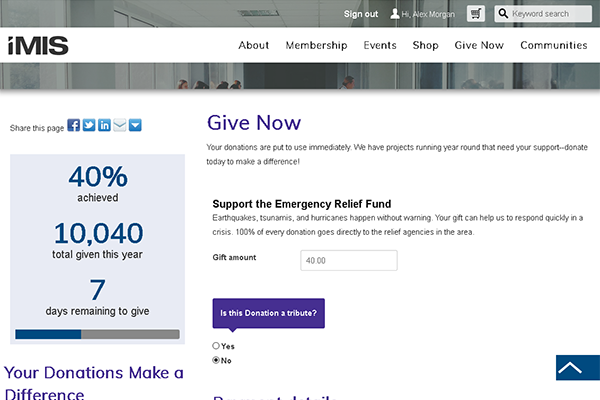 Sign out Hi, Alex Morgan Keyword search
iMIS
About Membership Events Shop Give Now Communities
Share this page
40%
achieved
10,040
total given this year
7
days remaining to give
Your Donations Make a
Difference
Give Now
Your donations are put to use immediately. We have projects running year round that need your support--donate
today to make a difference!
Support the Emergency Relief Fund
Earthquakes, tsunamis, and hurricanes happen without warning. Your gift can help us to respond quickly in a
crisis. 100% of every donation goes directly to the relief agencies in the area.
Gift amount 40.00
Is this Donation a tribute?
Yes
No
Payment details